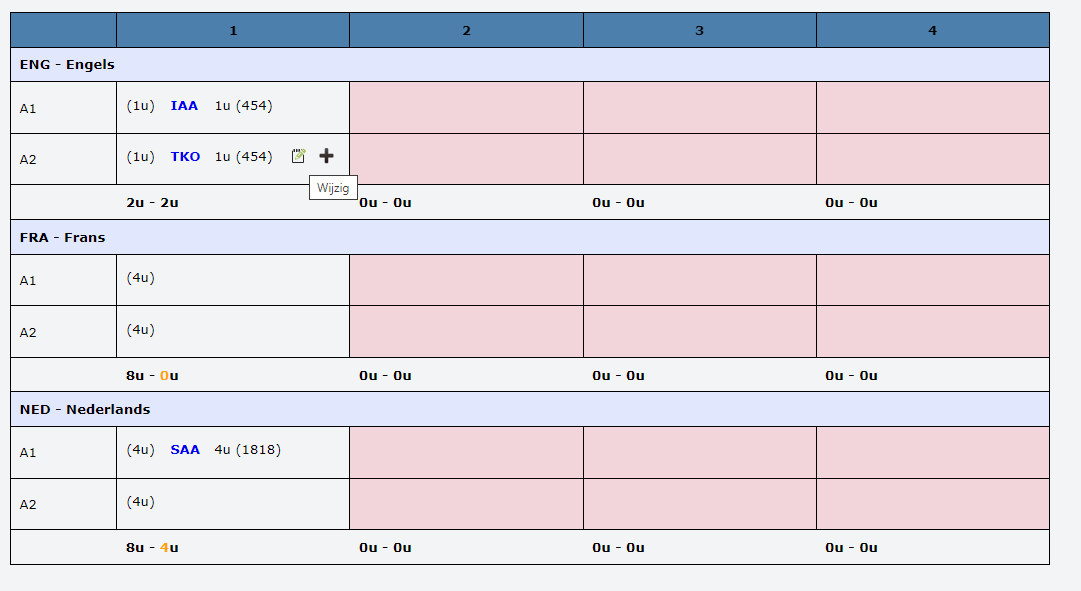 1 2 3 4
ENG - Engels
A1 (1u) IAA 1u (454)
A2 (1u) TKO 1u (454)
Wijzig
2u - 2u 0u - 0u 0u - 0u 0u - 0u
FRA - Frans
A1 (4u)
A2 (4u)
8u - 0u 0u - 0u 0u - 0u 0u - 0u
NED - Nederlands
A1 (4u) SAA 4u (1818)
A2 (4u)
8u - 4u 0u - 0u 0u - 0u 0u - 0u